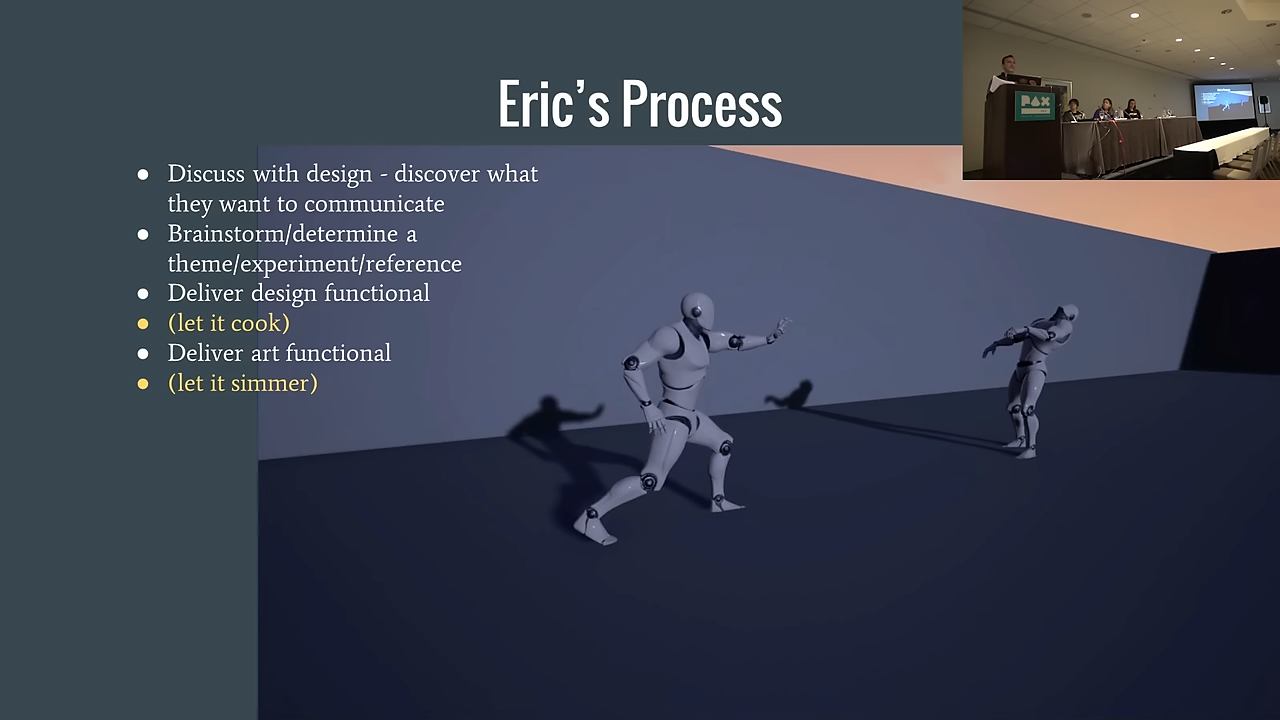 Eric's Process
● Discuss with design - discover what
they want to communicate
● Brainstorm/determine a
theme/experiment/reference
● Deliver design functional
● (let it cook)
● Deliver art functional
● (let it simmer)
PAX